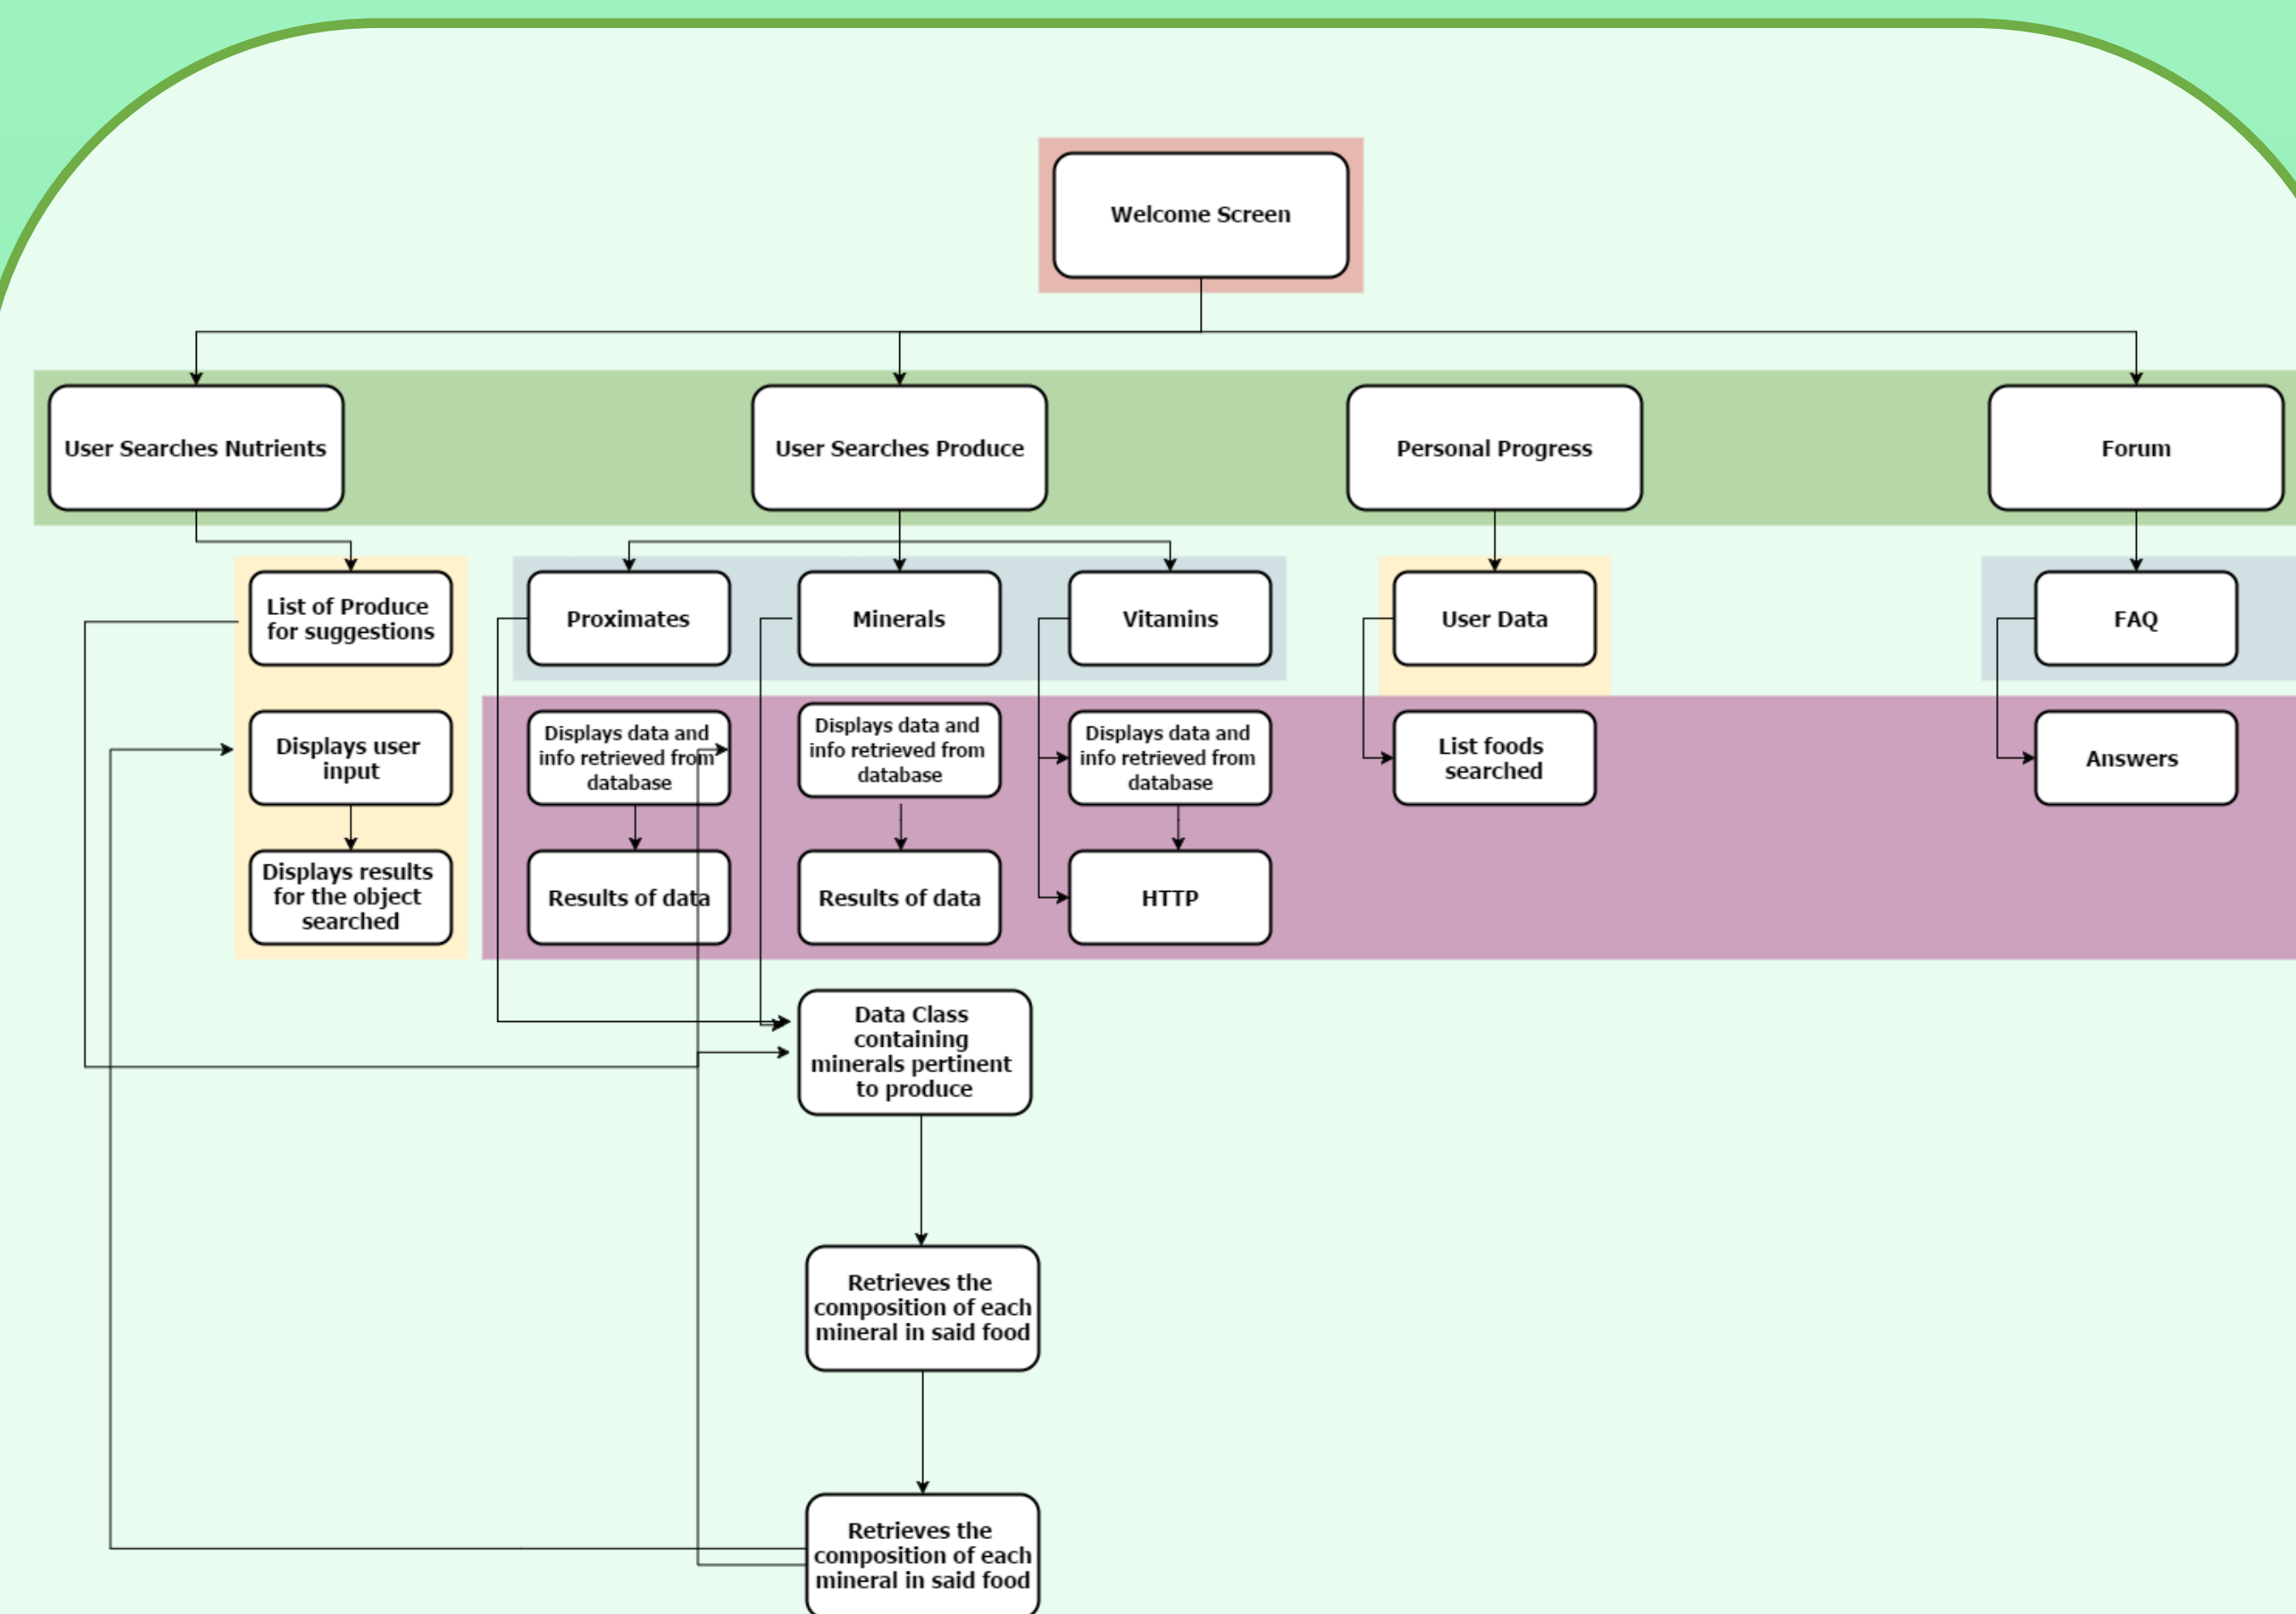 Welcome Screen
User Searches Nutrients
User Searches Produce
Personal Progress
Forum
List of Produce
for suggestions
Proximates
Minerals
Vitamins
User Data
FAQ
Displays user
input
Displays data and
info retrieved from
database
Displays data and
info retrieved from
database
Displays data and
info retrieved from
database
List foods
searched
Answers
Displays results
for the object
searched
Results of data
Results of data
HTTP
Data Class
containing
minerals pertinent
to produce
Retrieves the
composition of each
mineral in said food
Retrieves the
composition of each
mineral in said food